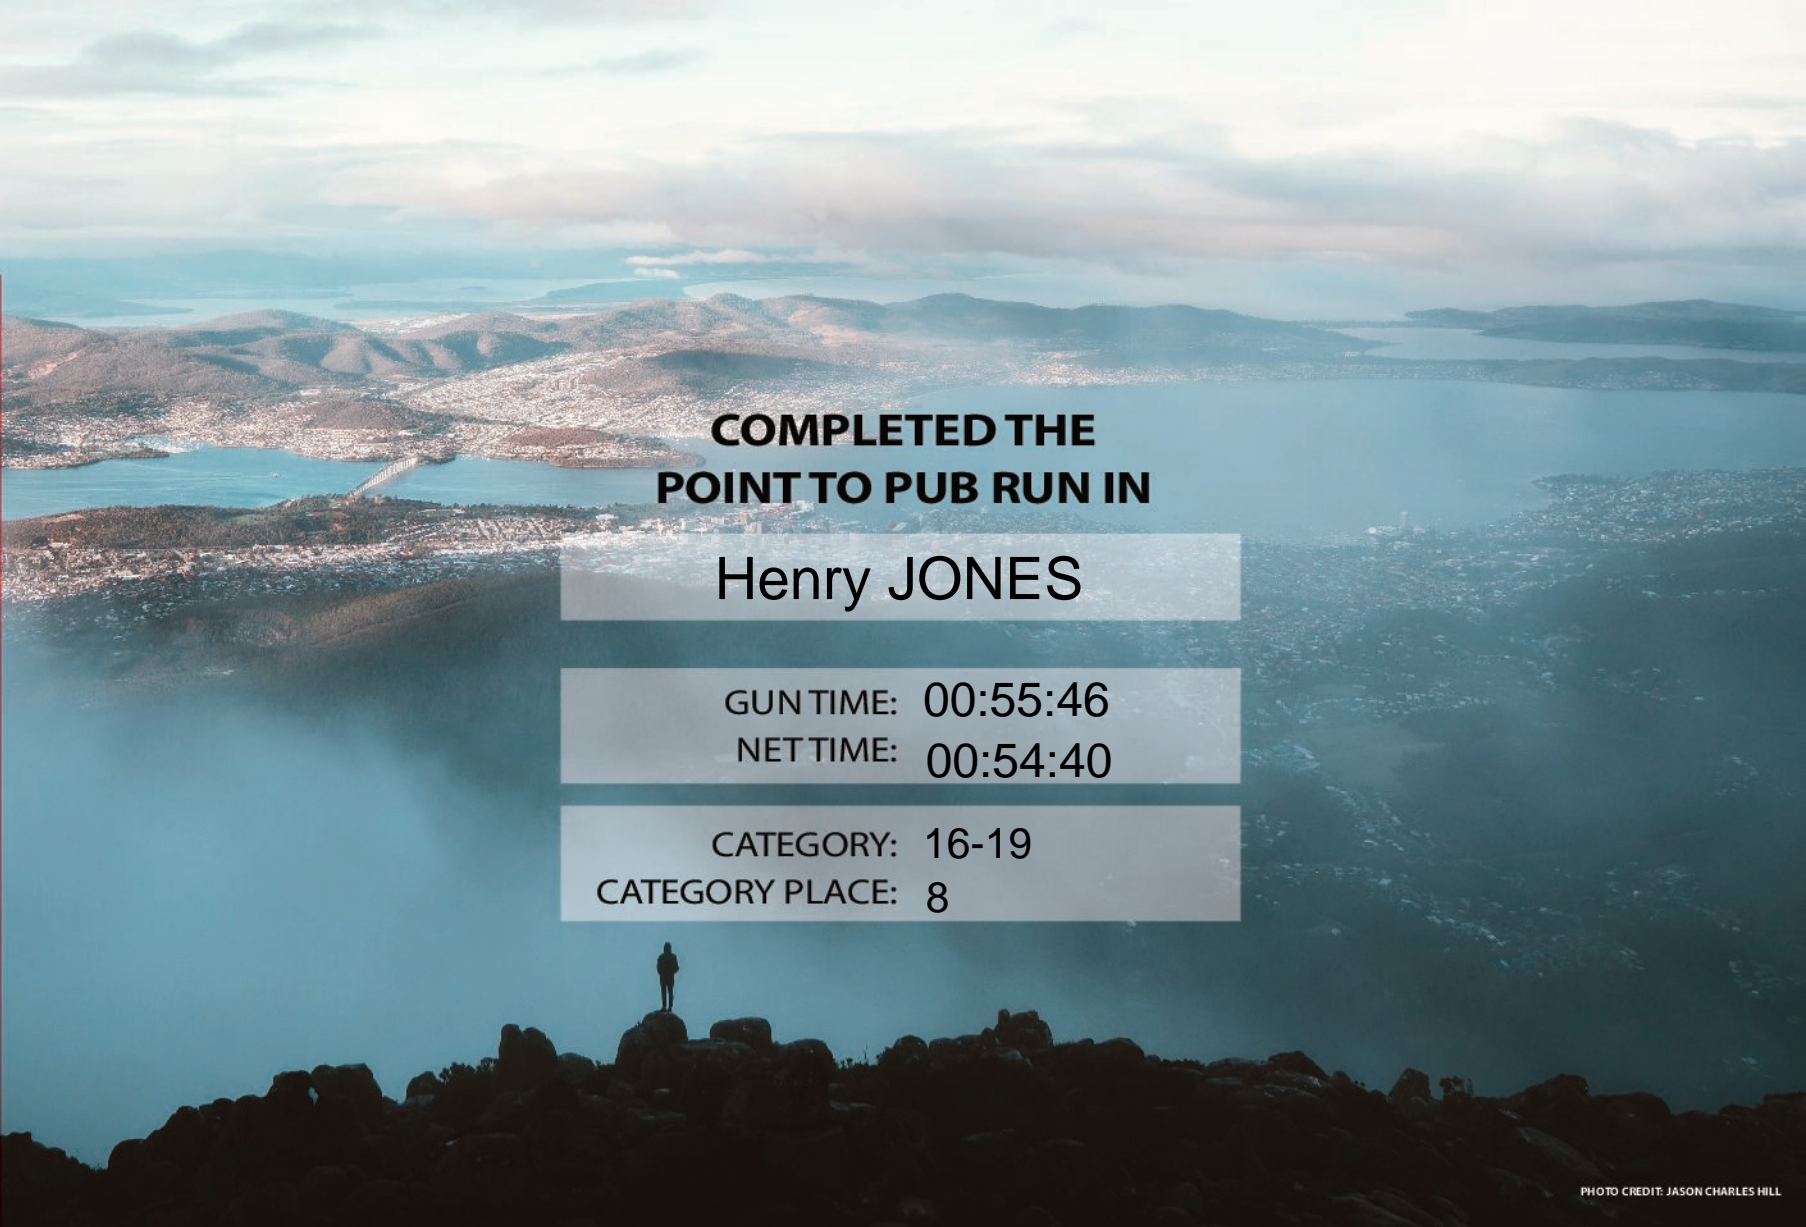 COMPLETED THE
POINT TO PUB RUN IN
Henry JONES
GUN TIME: 00:55:46
NET TIME: 00:54:40
CATEGORY: 16-19
CATEGORY PLACE: 8
PHOTO CREDIT: JASON CHARLES HILL